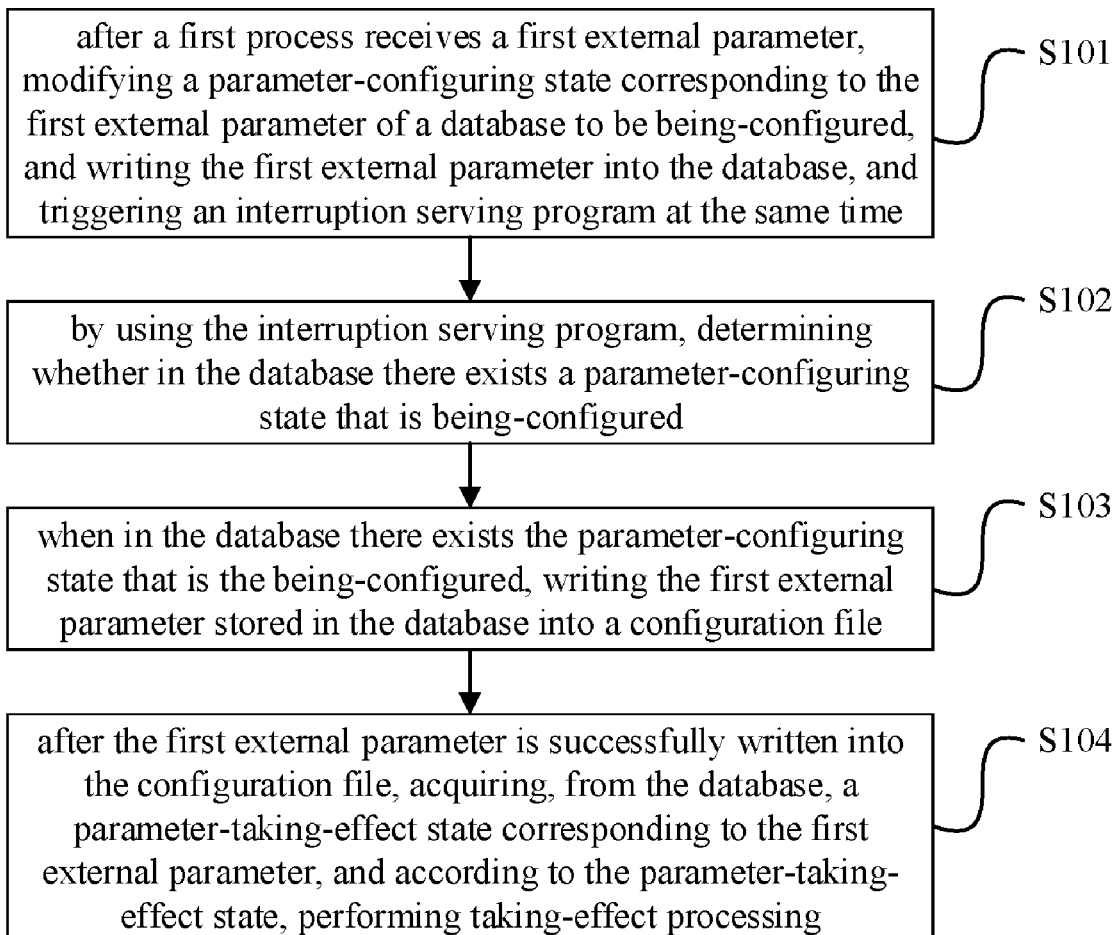 after a first process receives a first external parameter,
modifying a parameter-configuring state corresponding to the
first external parameter of a database to be being-configured,
and writing the first external parameter into the database, and
triggering an interruption serving program at the same time
S101
by using the interruption serving program, determining
whether in the database there exists a parameter-configuring
state that is being-configured
S102
when in the database there exists the parameter-configuring
state that is the being-configured, writing the first external
parameter stored in the database into a configuration file
S103
after the first external parameter is successfully written into
the configuration file, acquiring, from the database, a
parameter-taking-effect state corresponding to the first
external parameter, and according to the parameter-taking-
effect state, performing taking-effect processing
S104